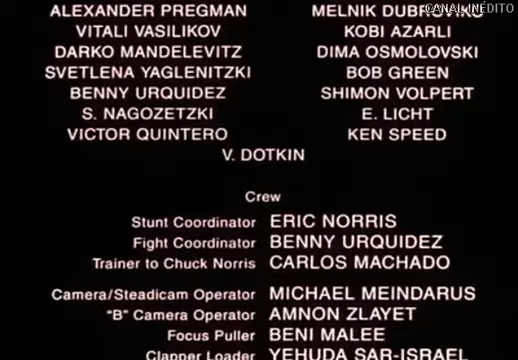 CANAL INÉDITO
ALEXANDER PREGMAN MELNIK DUBROVIKO
VITALI VASILIKOV KOBI AZARLI
DARKO MANDELEVITZ DIMA OSMOLOVSKI
SVETLENA YAGLENITZKI BOB GREEN
BENNY URQUIDEZ SHIMON VOLPERT
S. NAGOZETZKI E. LICHT
VICTOR QUINTERO KEN SPEED
V. DOTKIN
Crew
Stunt Coordinator ERIC NORRIS
Fight Coordinator BENNY URQUIDEZ
Trainer to Chuck Norris CARLOS MACHADO
Camera/Steadicam Operator MICHAEL MEINDARUS
"B" Camera Operator AMNON ZLAYET
Focus Puller BENI MALEE
Clapper Loader YEHUDA SAR-ISRAEL